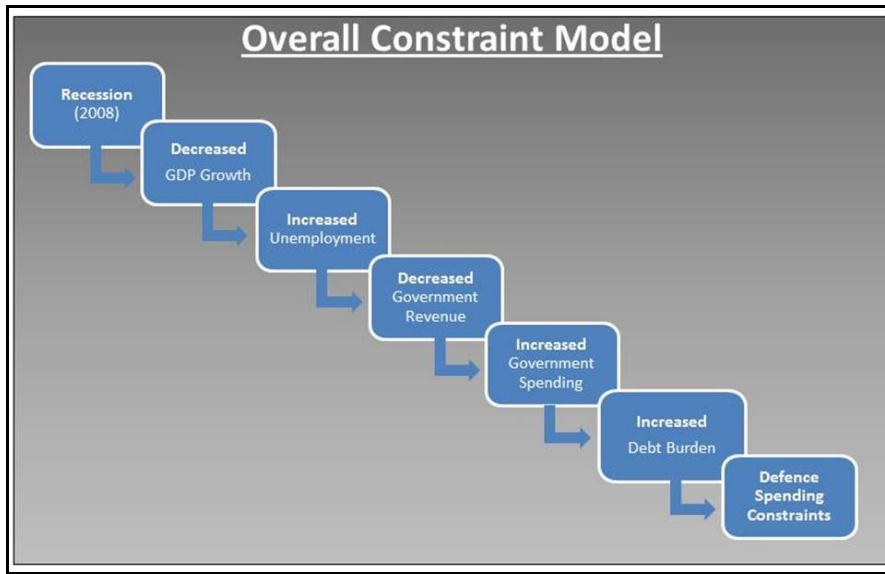 Overall Constraint Model
Recession
(2008)
Decreased
GDP Growth
Increased
Unemployment
Decreased
Government
Revenue
Increased
Government
Spending
Increased
Debt Burden
Defence
Spending
Constraints